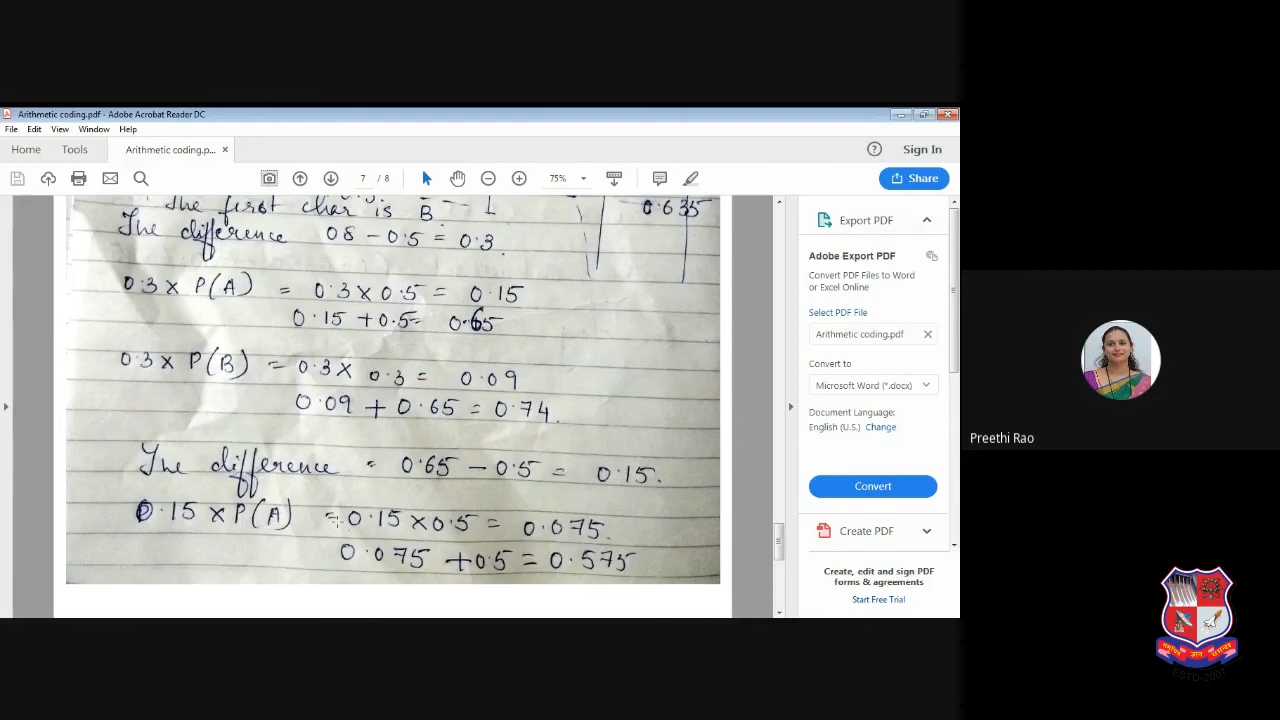 Arithmetic coding.pdf - Adobe Acrobat Reader DC
File Edit View Window Help
Home Tools Arithmetic coding.p... × Sign In
7 / 8 75% Share
The first char is B
0.635
The difference 08 - 0.5 = 0.3
0.3 x P(A) = 0.3 x 0.5 = 0.15
0.15 + 0.5 = 0.65
0.3 x P(B) = 0.3 x 0.3 = 0.09
0.09 + 0.65 = 0.74.
The difference = 0.65 - 0.5 = 0.15.
0.15 x P(A) = 0.15 x 0.5 = 0.075.
0.075 + 0.5 = 0.575
Export PDF
Adobe Export PDF
Convert PDF Files to Word
or Excel Online
Select PDF File
Arithmetic coding.pdf ×
Convert to
Microsoft Word (*.docx)
Document Language:
English (U.S.) Change
Convert
Create PDF
Create, edit and sign PDF
forms & agreements
Start Free Trial
Preethi Rao
ESTD-2007